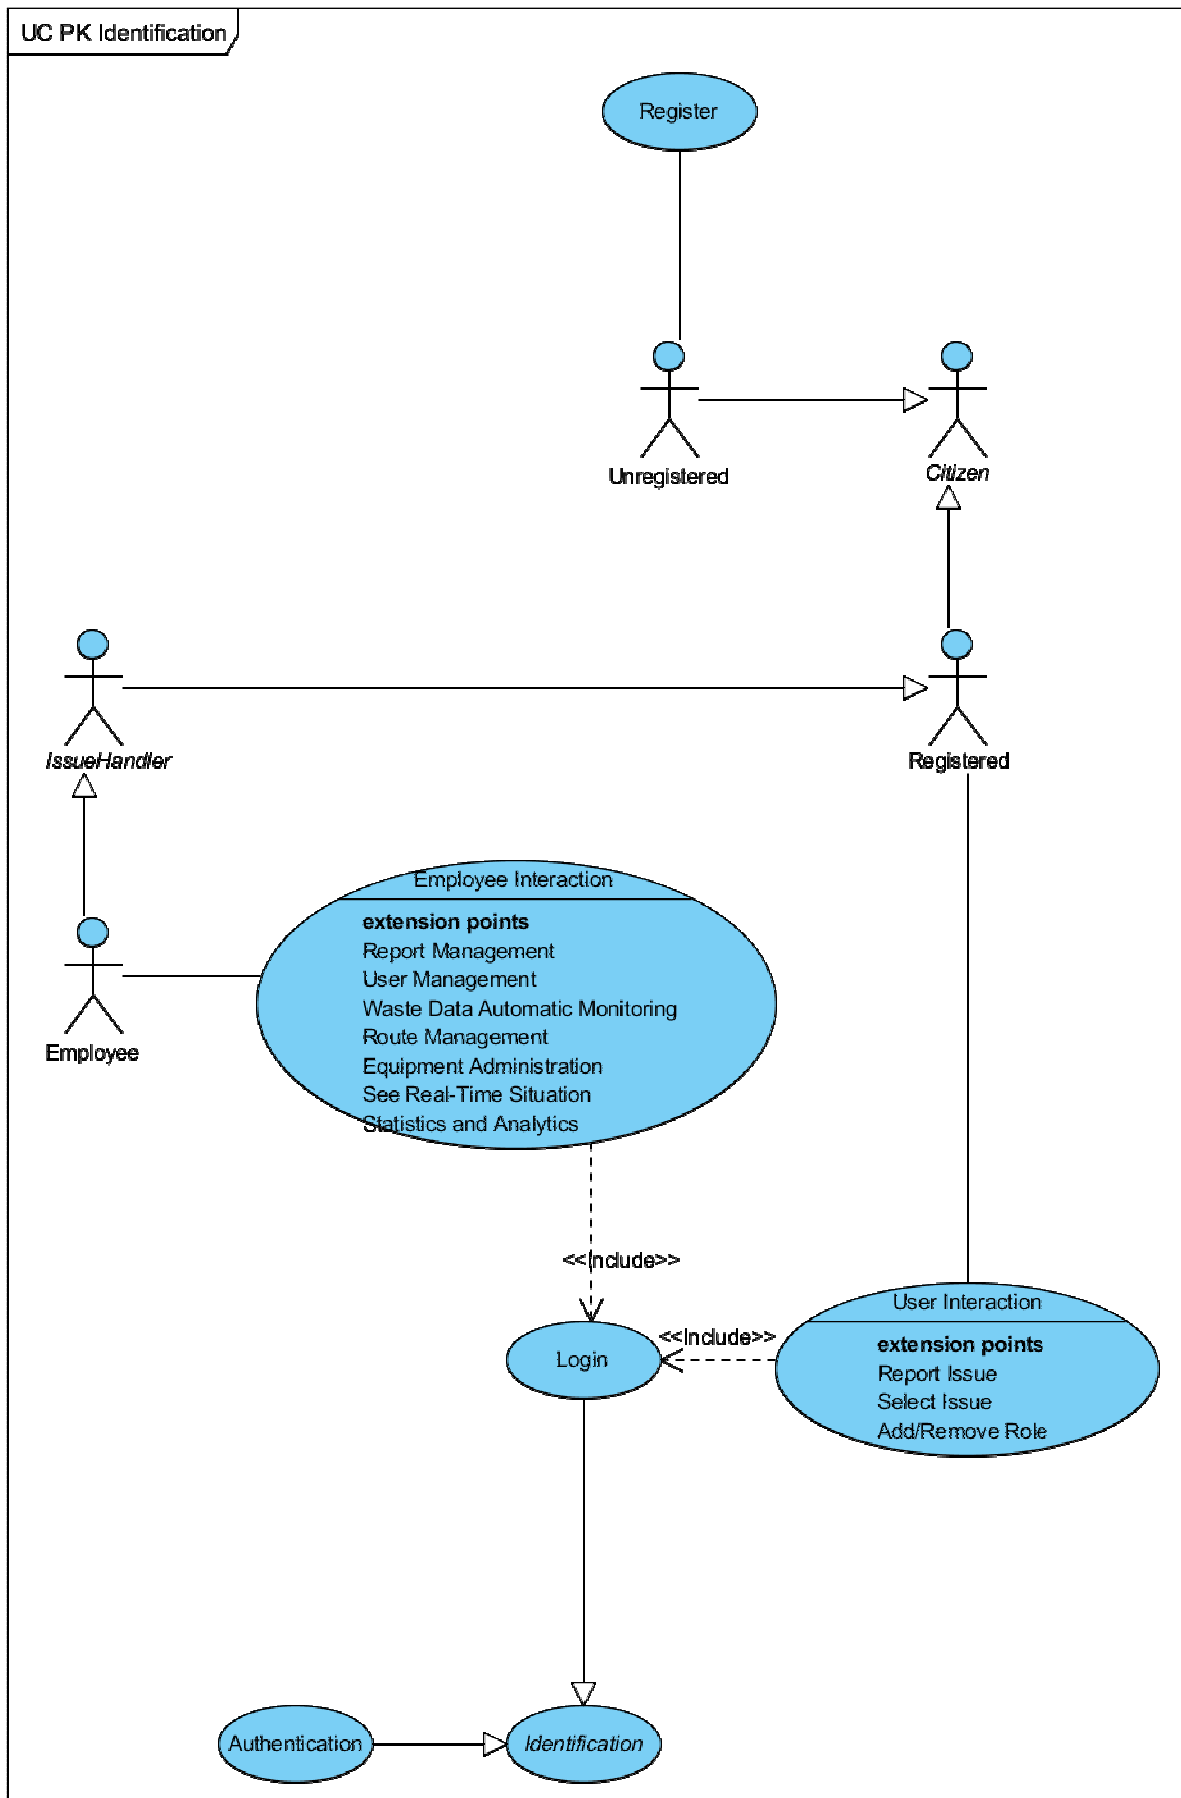 UC PK Identification
Register
Unregistered
Citizen
IssueHandler
Registered
Employee Interaction
extension points
Report Management
User Management
Waste Data Automatic Monitoring
Route Management
Equipment Administration
See Real-Time Situation
Statistics and Analytics
Employee
<<Include>>
User Interaction
extension points
Report Issue
Select Issue
Add/Remove Role
<<Include>>
Login
Authentication
Identification